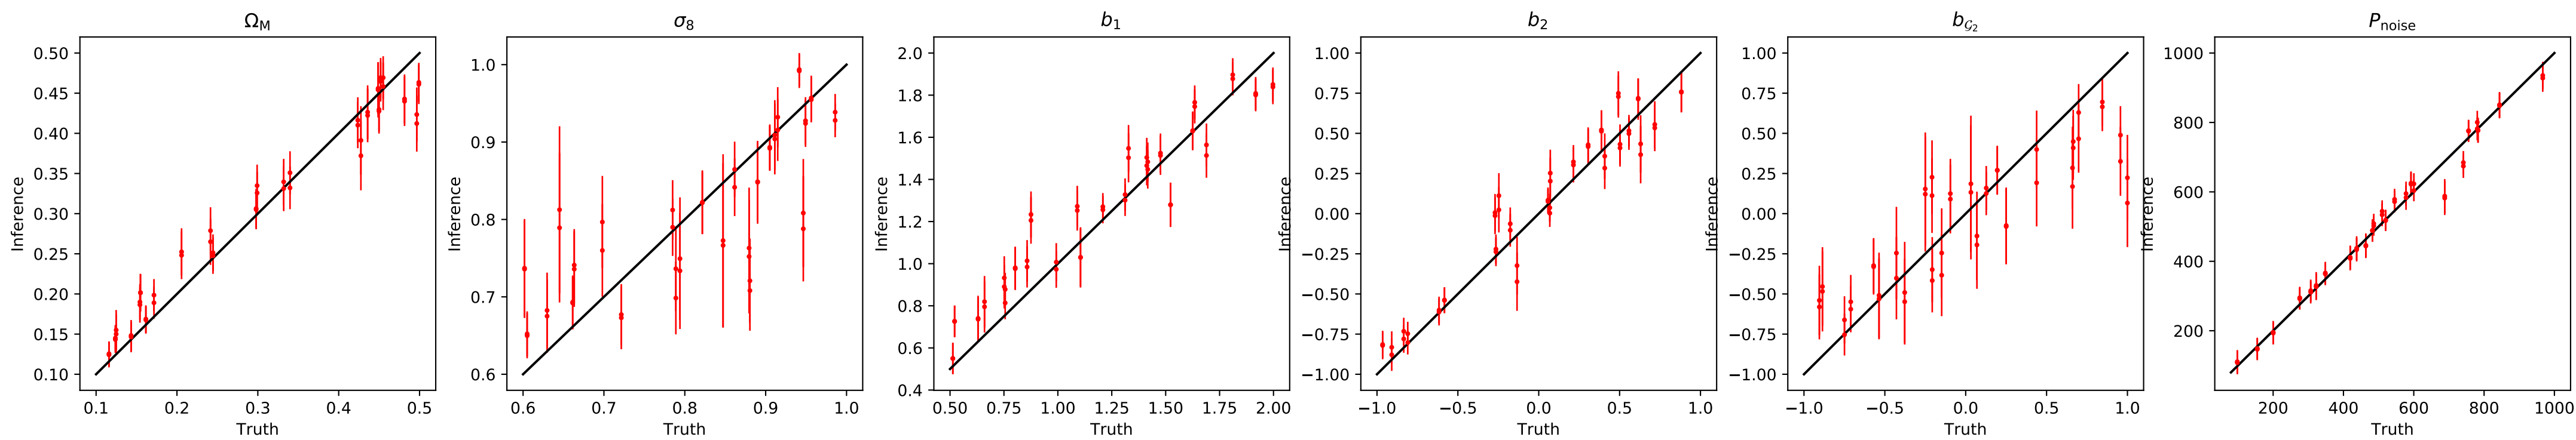 Ω_M
0.50
0.45
0.40
0.35
0.30
0.25
0.20
0.15
0.10
Inference
0.1 0.2 0.3 0.4 0.5
Truth
σ_8
1.0
0.9
0.8
0.7
0.6
Inference
0.6 0.7 0.8 0.9 1.0
Truth
b_1
2.0
1.8
1.6
1.4
1.2
1.0
0.8
0.6
0.4
Inference
0.50 0.75 1.00 1.25 1.50 1.75 2.00
Truth
b_2
1.00
0.75
0.50
0.25
0.00
−0.25
−0.50
−0.75
−1.00
Inference
−1.0 −0.5 0.0 0.5 1.0
Truth
b_{𝒢_2}
1.00
0.75
0.50
0.25
0.00
−0.25
−0.50
−0.75
−1.00
Inference
−1.0 −0.5 0.0 0.5 1.0
Truth
P_noise
1000
800
600
400
200
Inference
200 400 600 800 1000
Truth